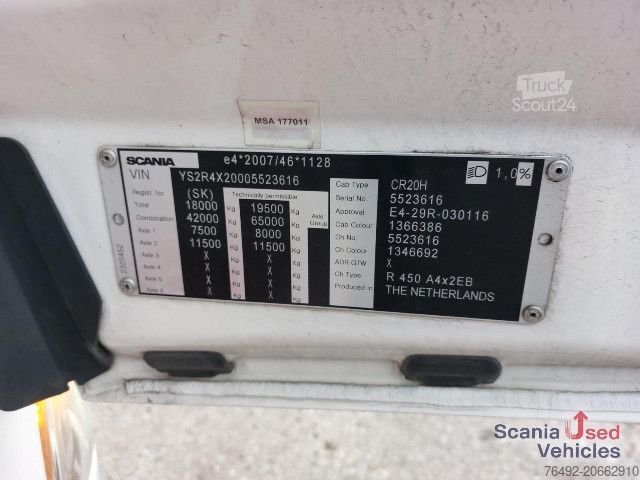 Truck
Scout24
MSA 177011
SCANIA e4*2007/46*1128
VIN YS2R4X20005523616 1,0%
Regist. for (SK) Technically permissible
Total 18000 Kg 19500 Kg
Combination 42000 Kg 65000 Kg Axle Group
Axle 1 7500 Kg 8000 Kg
Axle 2 11500 Kg 11500 Kg
Axle 3 X Kg X Kg
Axle 4 X Kg X Kg
Axle 5 X Kg X Kg
Axle 6 X Kg X Kg
Cab Type CR20H
Serial No. 5523616
Approval E4-29R-030116
Cab Colour 1366386
Ch No. 5523616
Ch Colour 1346692
ADR GTW X
Ch Type R 450 A4x2EB
Produced in THE NETHERLANDS
Scania Used
Vehicles
76492-20662910